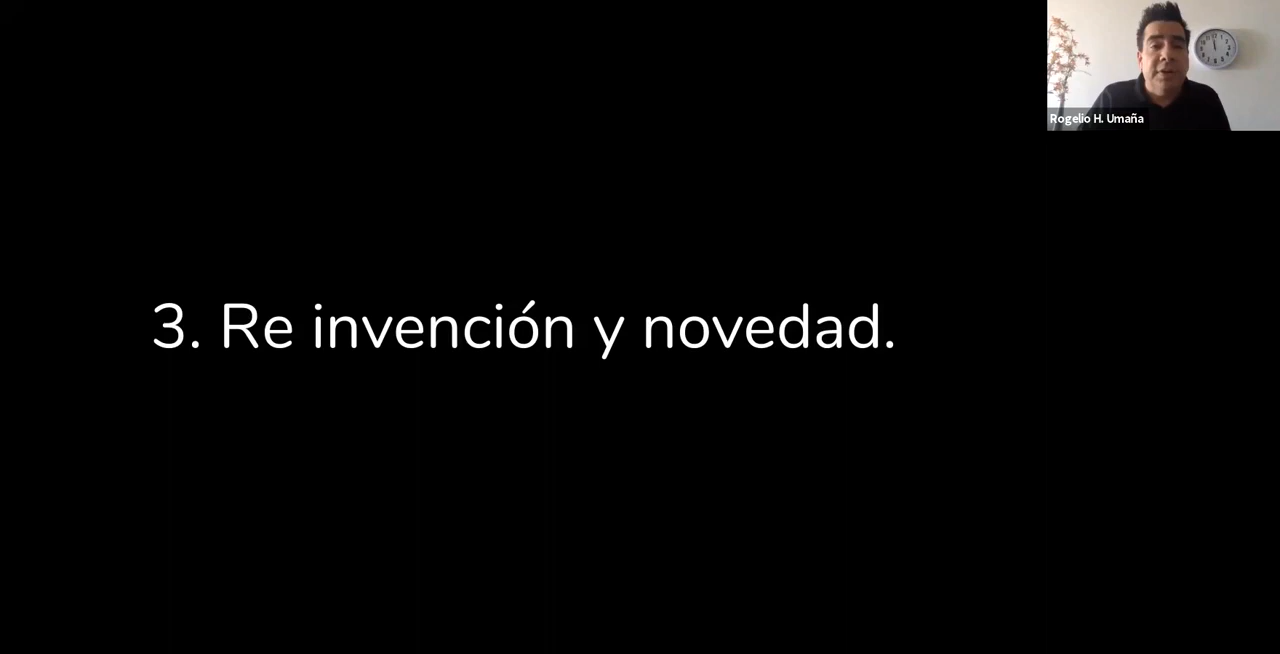 Rogelio H. Umaña
3. Re invención y novedad.